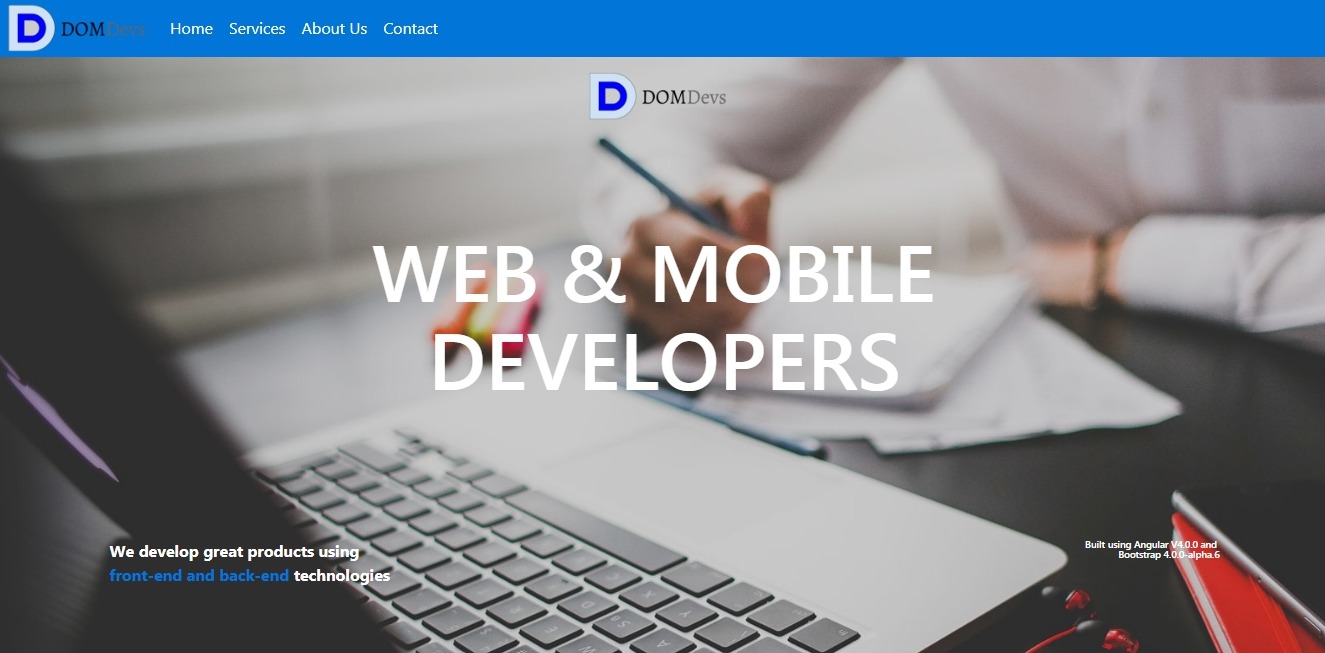 D DOMDevs Home Services About Us Contact
D DOMDevs
WEB & MOBILE
DEVELOPERS
We develop great products using
front-end and back-end technologies
Built using Angular V4.0.0 and
Bootstrap 4.0.0-alpha.6